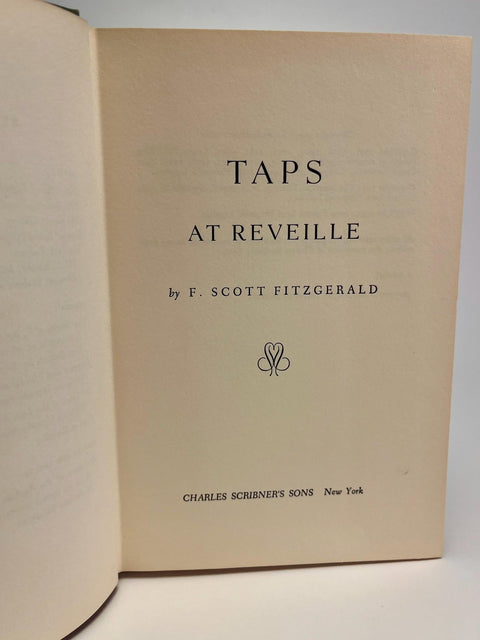 TAPS
AT REVEILLE
by F. SCOTT FITZGERALD
CHARLES SCRIBNER'S SONS New York